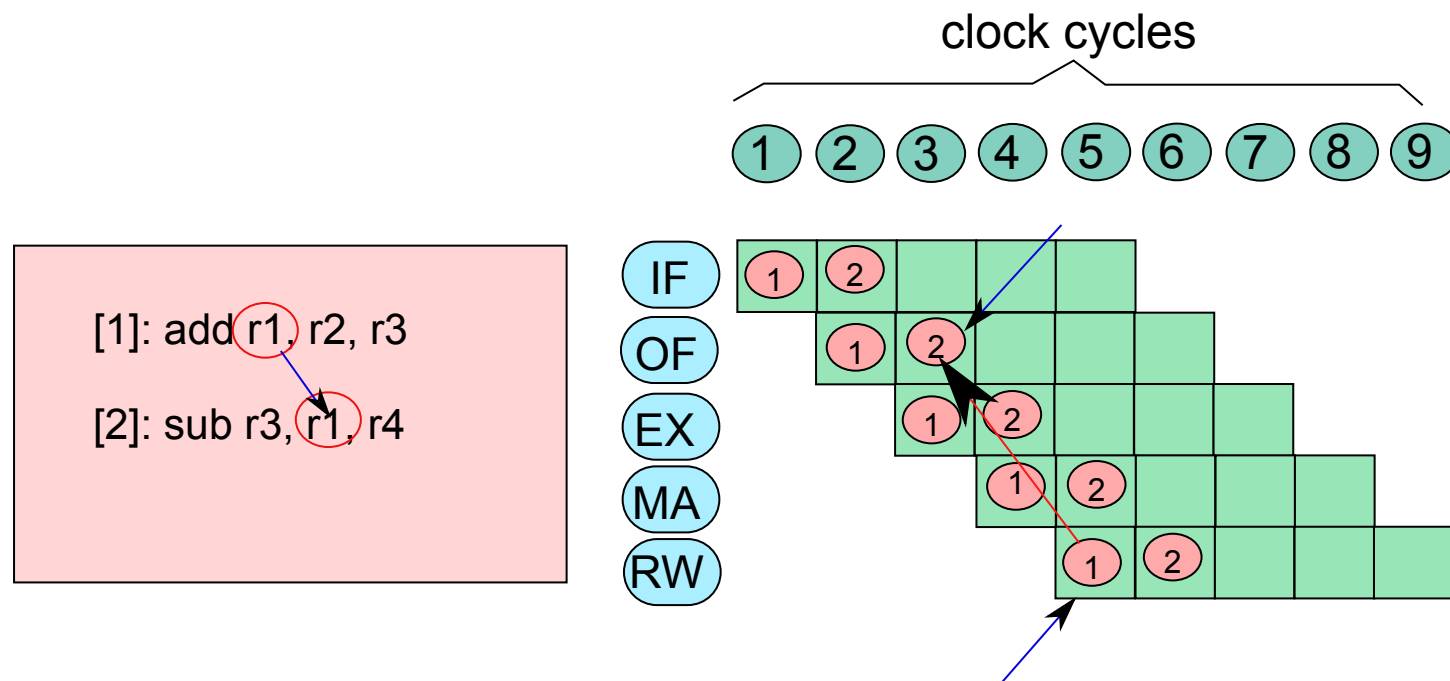 clock cycles
1 2 3 4 5 6 7 8 9
[1]: add r1, r2, r3
[2]: sub r3, r1, r4
IF 1 2
OF 1 2
EX 1 2
MA 1 2
RW 1 2